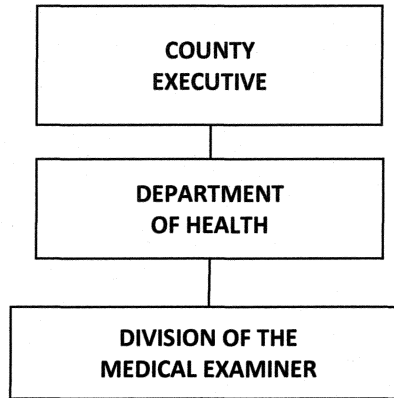 COUNTY
EXECUTIVE
DEPARTMENT
OF HEALTH
DIVISION OF THE
MEDICAL EXAMINER